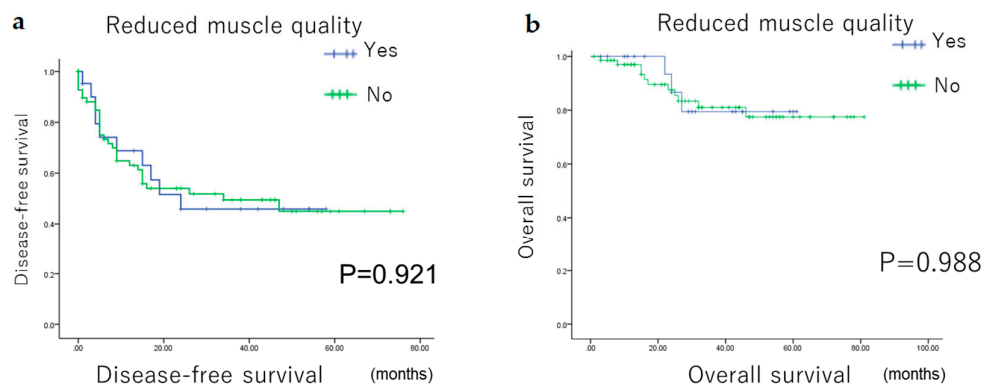 a
Reduced muscle quality
Yes
No
Disease-free survival
1.0
0.8
0.6
0.4
0.2
0.0
P=0.921
.00 20.00 40.00 60.00 80.00
Disease-free survival (months)
b
Reduced muscle quality
Yes
No
Overall survival
1.0
0.8
0.6
0.4
0.2
0.0
P=0.988
.00 20.00 40.00 60.00 80.00 100.00
Overall survival (months)